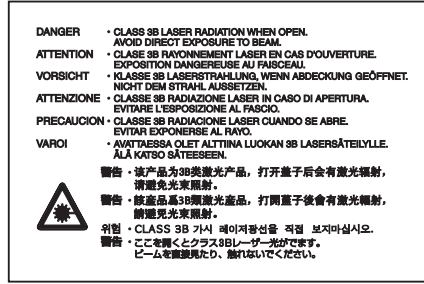 DANGER · CLASS 3B LASER RADIATION WHEN OPEN.
AVOID DIRECT EXPOSURE TO BEAM.
ATTENTION · CLASE 3B RAYONNEMENT LASER EN CAS D'OUVERTURE.
EXPOSITION DANGEREUSE AU FAISCEAU.
VORSICHT · KLASSE 3B LASERSTRAHLUNG, WENN ABDECKUNG GEÖFFNET.
NICHT DEM STRAHL AUSSETZEN.
ATTENZIONE · CLASSE 3B RADIAZIONE LASER IN CASO DI APERTURA.
EVITARE L'ESPOSIZIONE AL FASCIO.
PRECAUCION · CLASSE 3B RADIACIONE LASER CUANDO SE ABRE.
EVITAR EXPONERSE AL RAYO.
VAROI · AVATTAESSA OLET ALTTIINA LUOKAN 3B LASERSÄTEILYLLE.
ÄLÄ KATSO SÄTEESEEN.
警告 · 该产品为3B类激光产品，打开盖子后会有激光辐射，
请避免光束照射。
警告 · 該產品爲3B類激光產品，打開蓋子後會有激光輻射，
請避免光束照射。
위험 · CLASS 3B 가시 레이저광선을 직접 보지마십시오.
警告 · ここを開くとクラス3Bレーザー光がでます。
ビームを直接見たり、触れないでください。